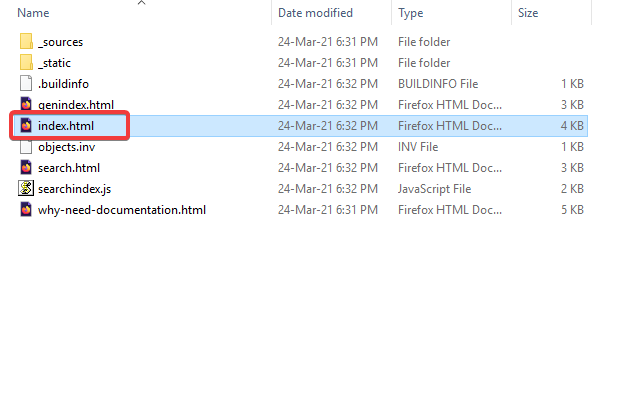 Name Date modified Type Size
_sources 24-Mar-21 6:31 PM File folder
_static 24-Mar-21 6:31 PM File folder
.buildinfo 24-Mar-21 6:32 PM BUILDINFO File 1 KB
genindex.html 24-Mar-21 6:32 PM Firefox HTML Doc... 3 KB
index.html 24-Mar-21 6:32 PM Firefox HTML Doc... 4 KB
objects.inv 24-Mar-21 6:32 PM INV File 1 KB
search.html 24-Mar-21 6:32 PM Firefox HTML Doc... 3 KB
searchindex.js 24-Mar-21 6:32 PM JavaScript File 2 KB
why-need-documentation.html 24-Mar-21 6:31 PM Firefox HTML Doc... 5 KB